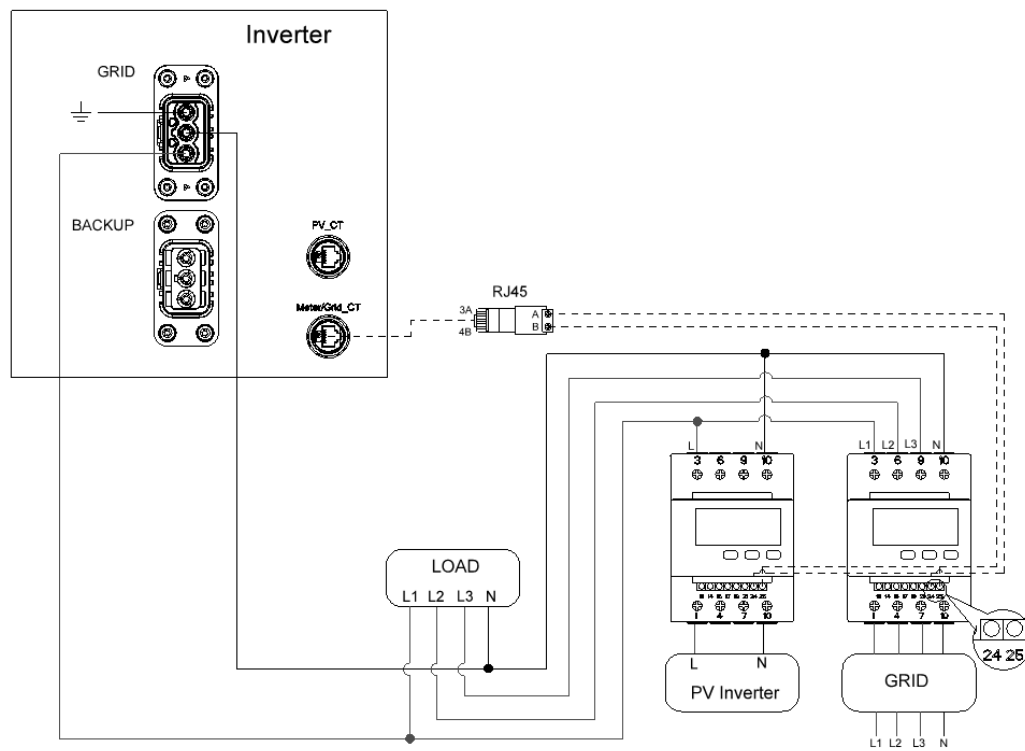 Inverter
GRID
BACKUP
PV_CT
Meter/Grid_CT
RJ45
3A
4B
A
B
L N L1 L2 L3 N
3 6 9 10 3 6 9 10
LOAD
L1 L2 L3 N
24 25
1 4 7 10 1 4 7 10
24 25
L N
PV Inverter
GRID
L1 L2 L3 N